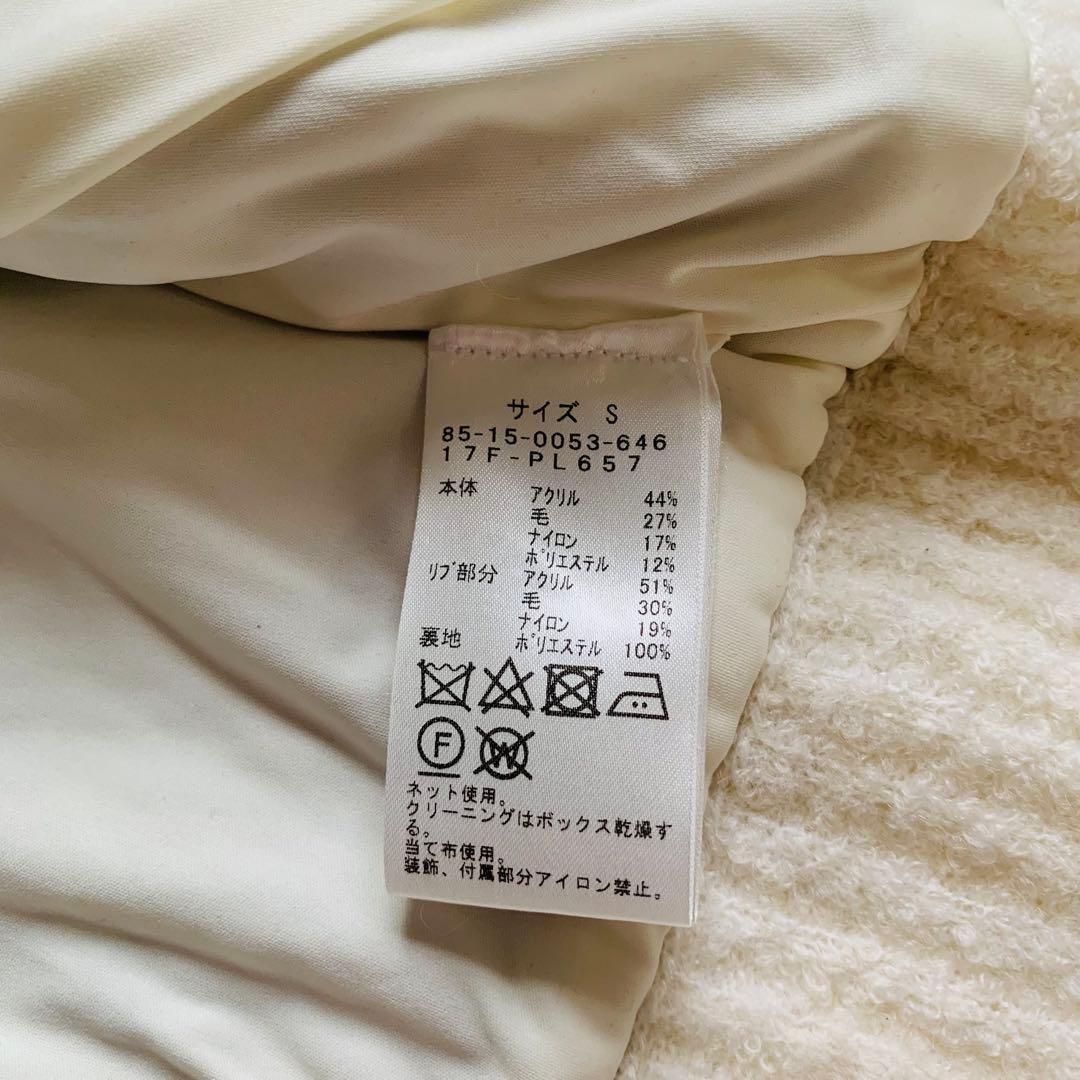 サイズ S
85-15-0053-646
17F-PL657
本体 アクリル 44%
毛 27%
ナイロン 17%
ポリエステル 12%
リブ部分 アクリル 51%
毛 30%
ナイロン 19%
裏地 ポリエステル 100%
F W
ネット使用。
クリーニングはボックス乾燥す
る。
当て布使用。
装飾、付属部分アイロン禁止。